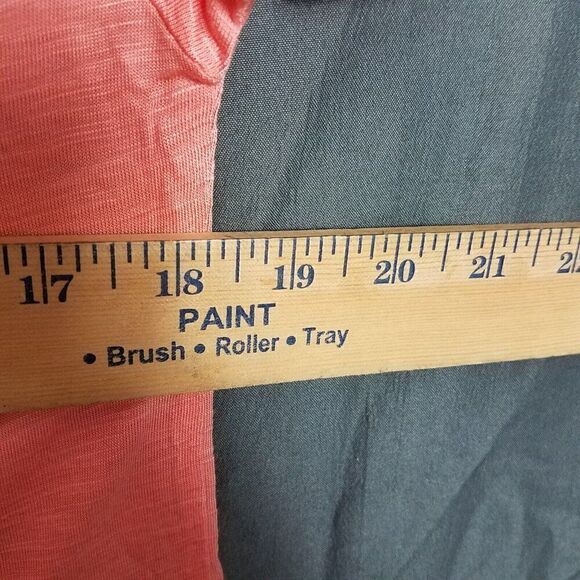 17 18 19 20 21
PAINT
• Brush • Roller • Tray